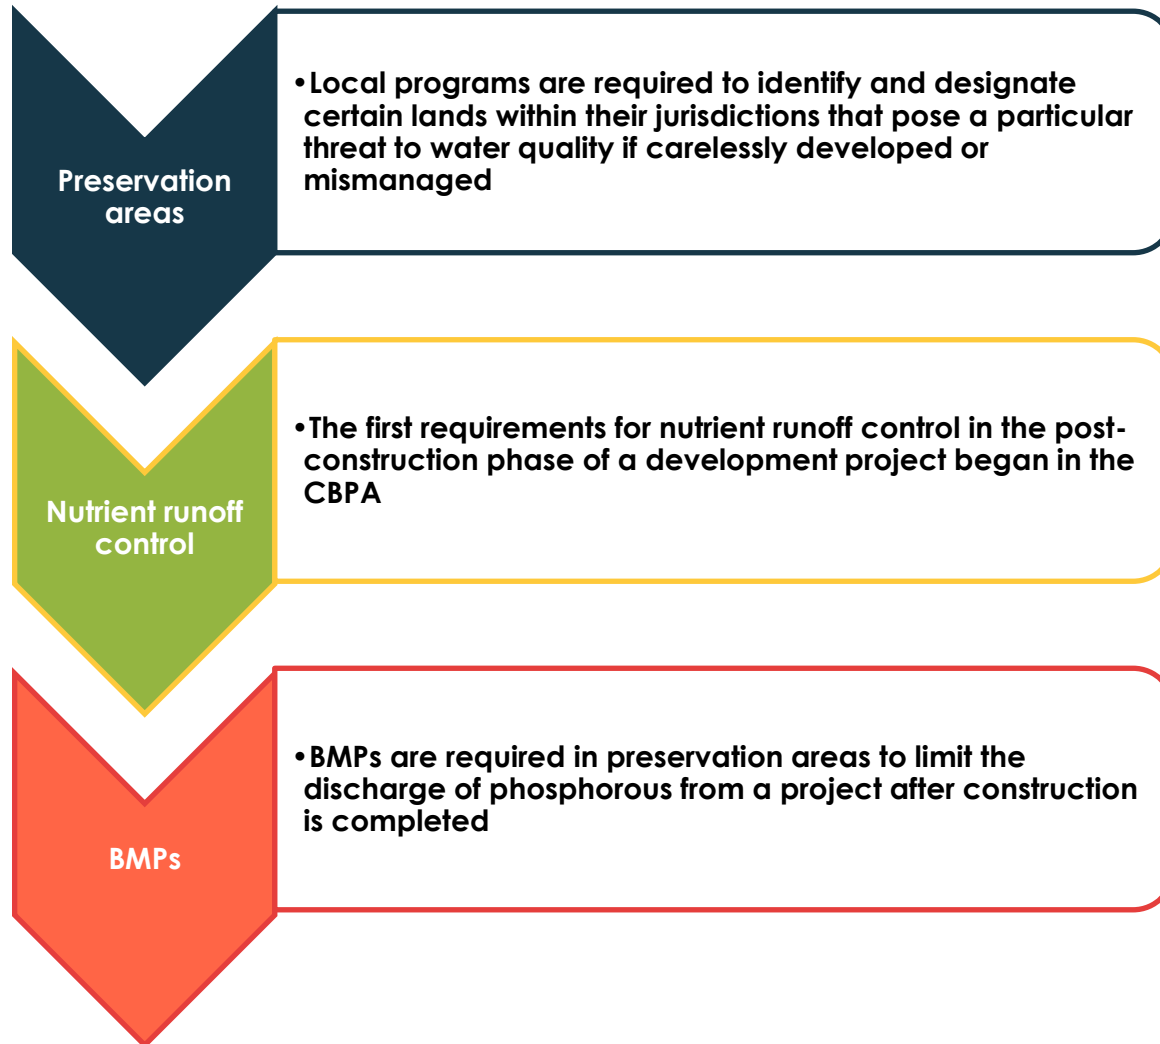 Preservation
areas
•Local programs are required to identify and designate
certain lands within their jurisdictions that pose a particular
threat to water quality if carelessly developed or
mismanaged
Nutrient runoff
control
•The first requirements for nutrient runoff control in the post-
construction phase of a development project began in the
CBPA
BMPs
•BMPs are required in preservation areas to limit the
discharge of phosphorous from a project after construction
is completed